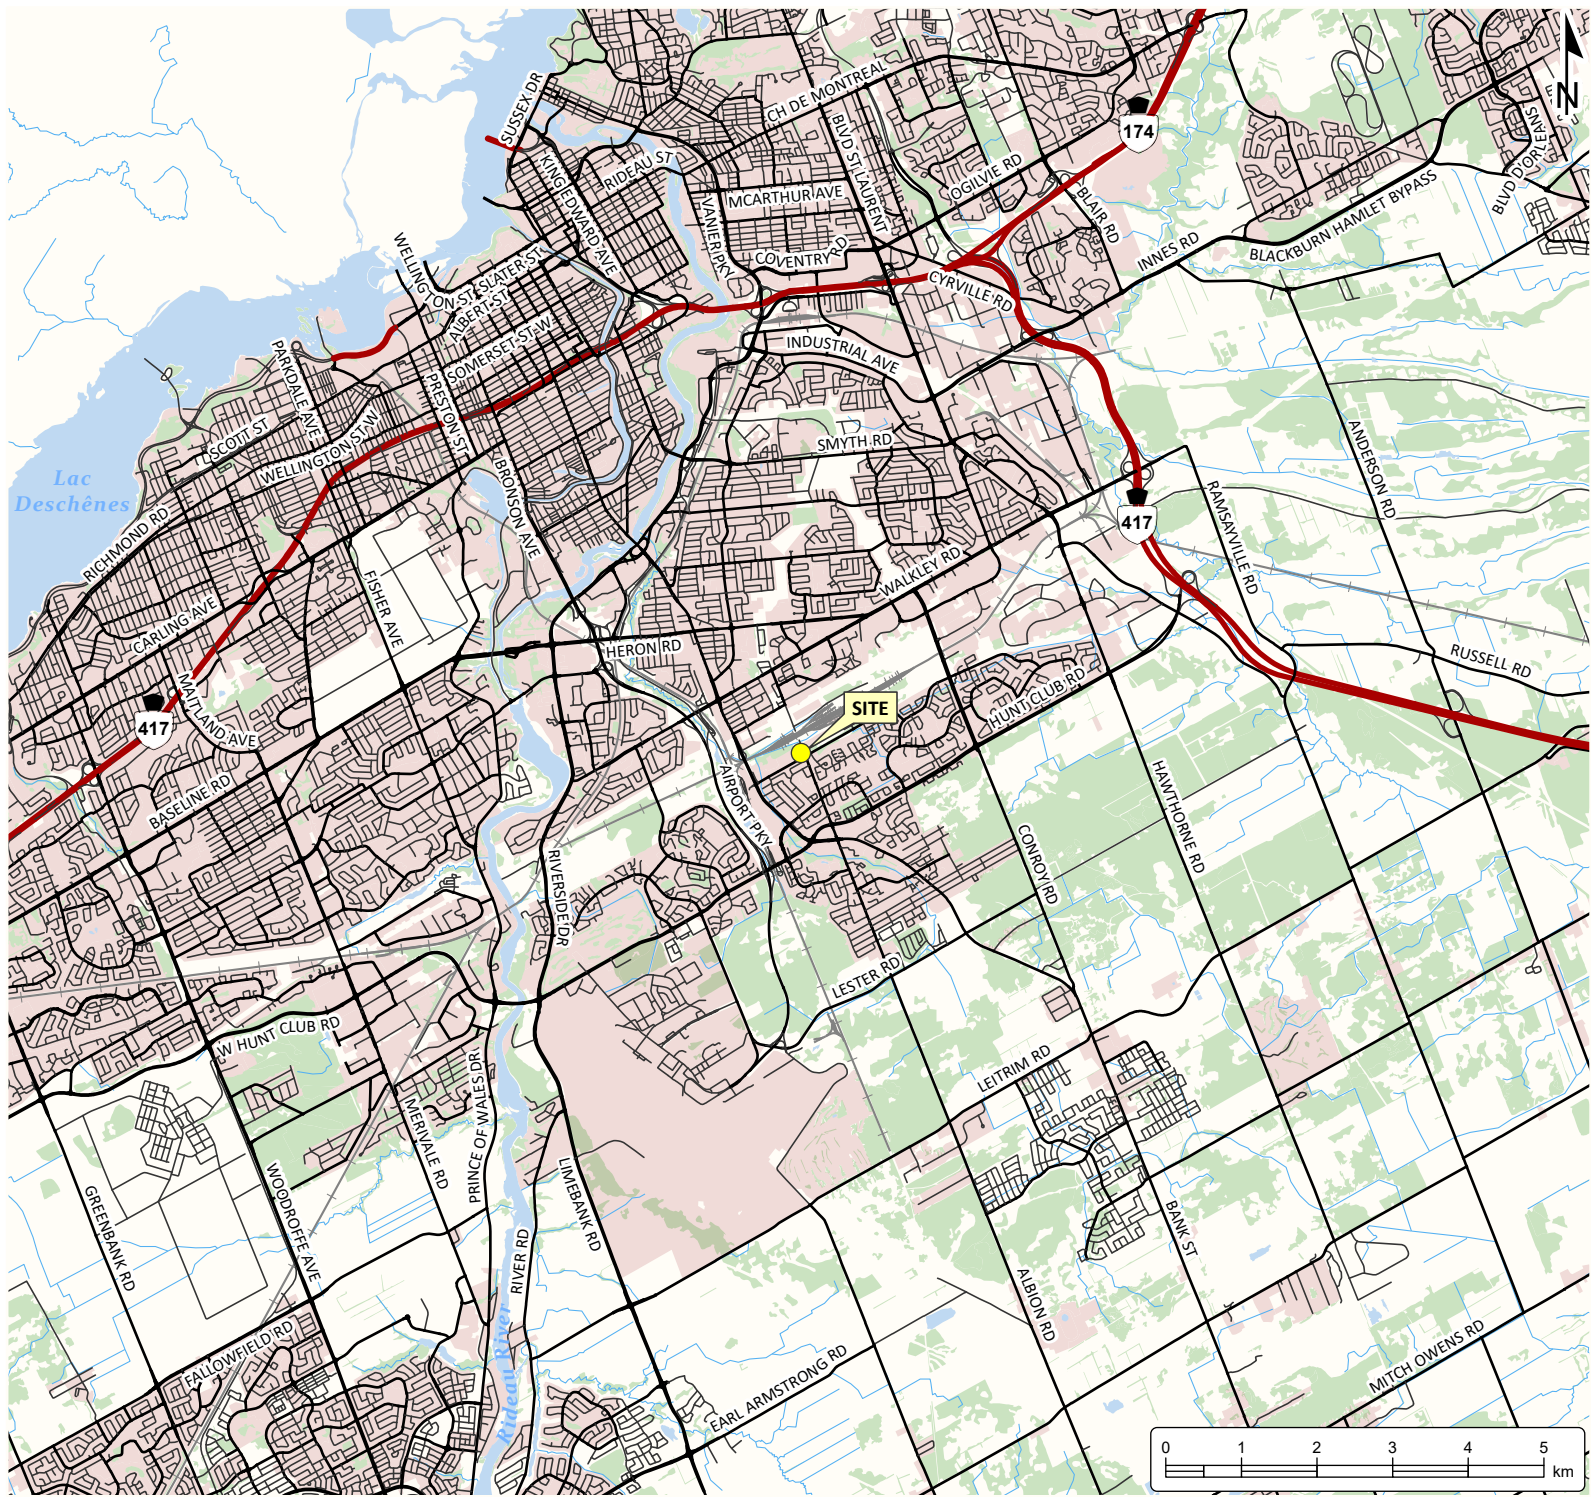 SUSSEX DR
CH DE MONTREAL
174
N
BLVD D'ORLEANS
KING EDWARD AVE
RIDEAU ST
BLVD ST LAURENT
OGILVIE RD
MCARTHUR AVE
VANIER PKY
BLAIR RD
BLACKBURN HAMLET BYPASS
INNES RD
COVENTRY RD
CYRVILLE RD
WELLINGTON ST
SLATER ST
ALBERT ST
SOMERSET ST W
INDUSTRIAL AVE
PARKDALE AVE
PRESTON ST
SCOTT ST
WELLINGTON ST W
SMYTH RD
ANDERSON RD
Lac
Deschênes
BRONSON AVE
RICHMOND RD
RAMSAYVILLE RD
417
WALKLEY RD
FISHER AVE
CARLING AVE
HERON RD
RUSSELL RD
HUNT CLUB RD
SITE
MAITLAND AVE
417
BASELINE RD
AIRPORT PKY
HAWTHORNE RD
CONROY RD
RIVERSIDE DR
LESTER RD
W HUNT CLUB RD
LEITRIM RD
PRINCE OF WALES DR
MERIVALE RD
LIMEBANK RD
WOODROFFE AVE
GREENBANK RD
BANK ST
RIVER RD
ALBION RD
Rideau River
FALLOWFIELD RD
EARL ARMSTRONG RD
MITCH OWENS RD
0 1 2 3 4 5
km